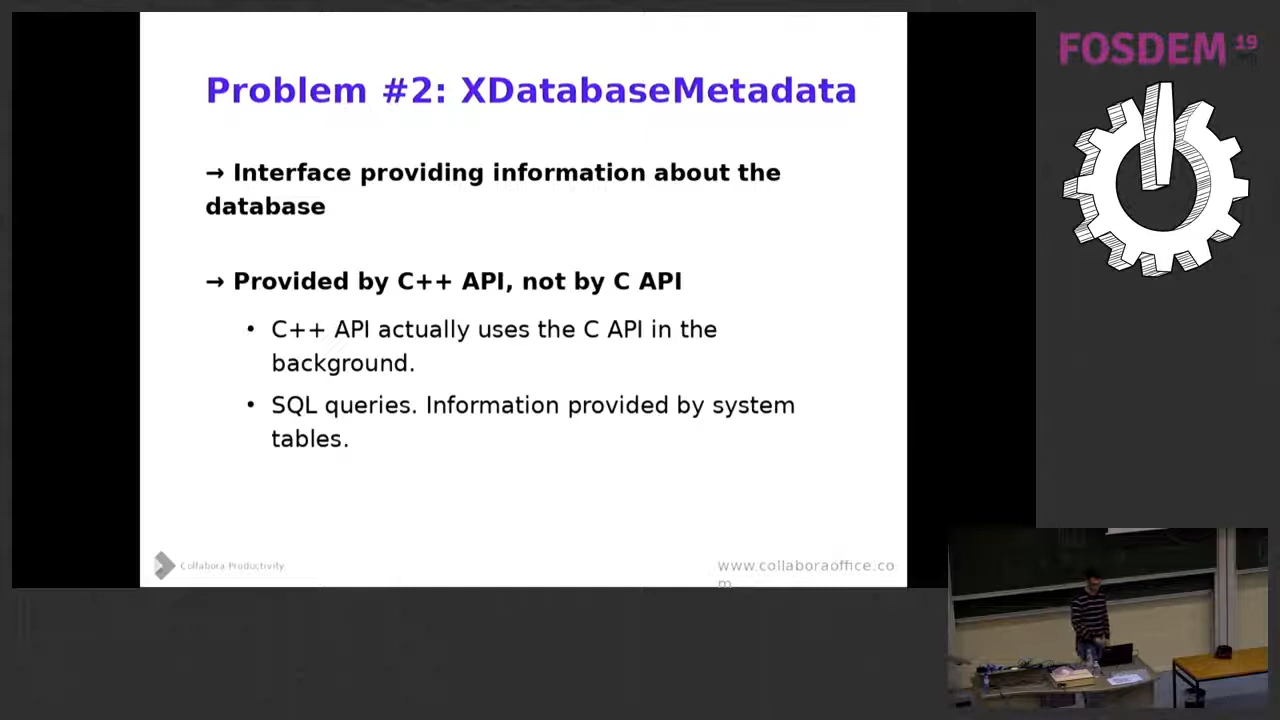 Problem #2: XDatabaseMetadata
→ Interface providing information about the
database
→ Provided by C++ API, not by C API
• C++ API actually uses the C API in the
background.
• SQL queries. Information provided by system
tables.
Collabora Productivity
www.collaboraoffice.co
m
FOSDEM 19